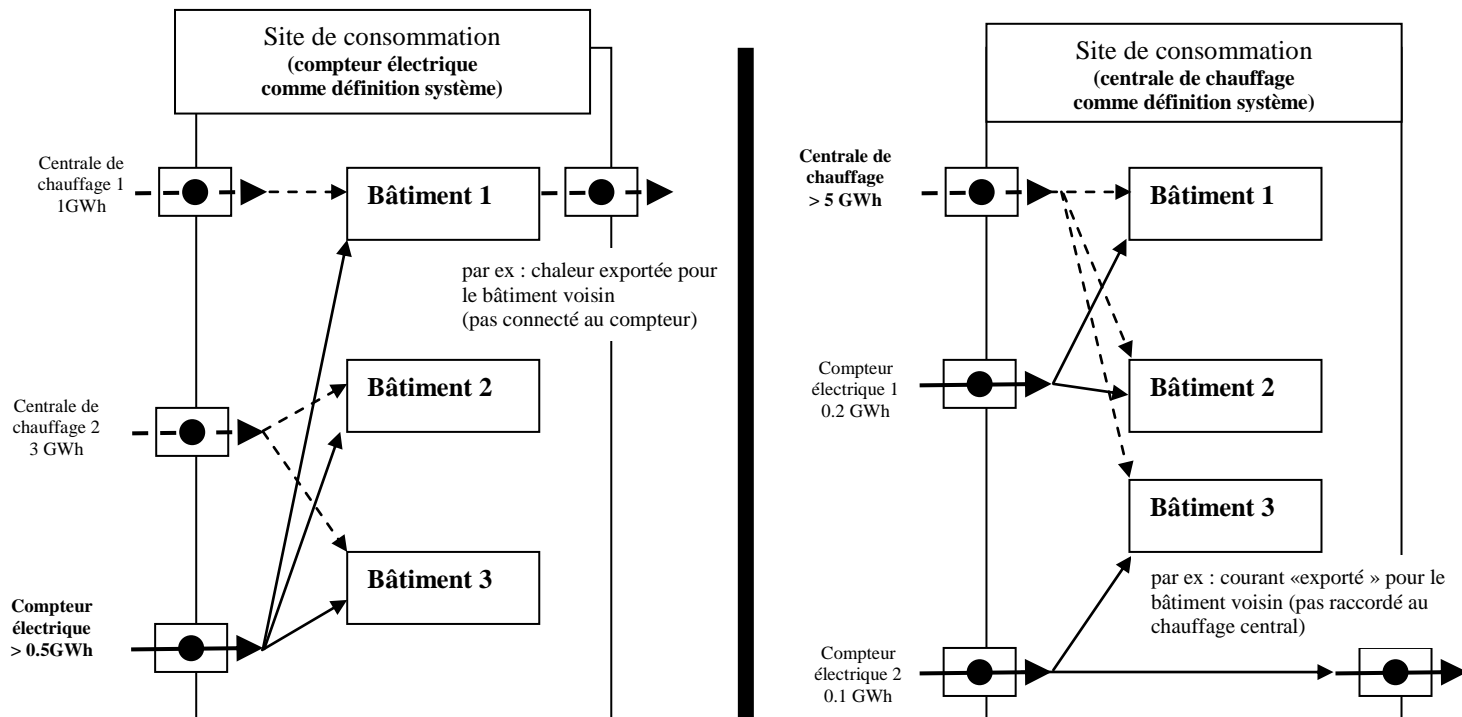 Site de consommation
(compteur électrique
comme définition système)
Centrale de
chauffage 1
1GWh
Bâtiment 1
par ex : chaleur exportée pour
le bâtiment voisin
(pas connecté au compteur)
Centrale de
chauffage 2
3 GWh
Bâtiment 2
Bâtiment 3
Compteur
électrique
> 0.5GWh
Site de consommation
(centrale de chauffage
comme définition système)
Centrale de
chauffage
> 5 GWh
Bâtiment 1
Compteur
électrique 1
0.2 GWh
Bâtiment 2
Bâtiment 3
par ex : courant «exporté » pour le
bâtiment voisin (pas raccordé au
chauffage central)
Compteur
électrique 2
0.1 GWh